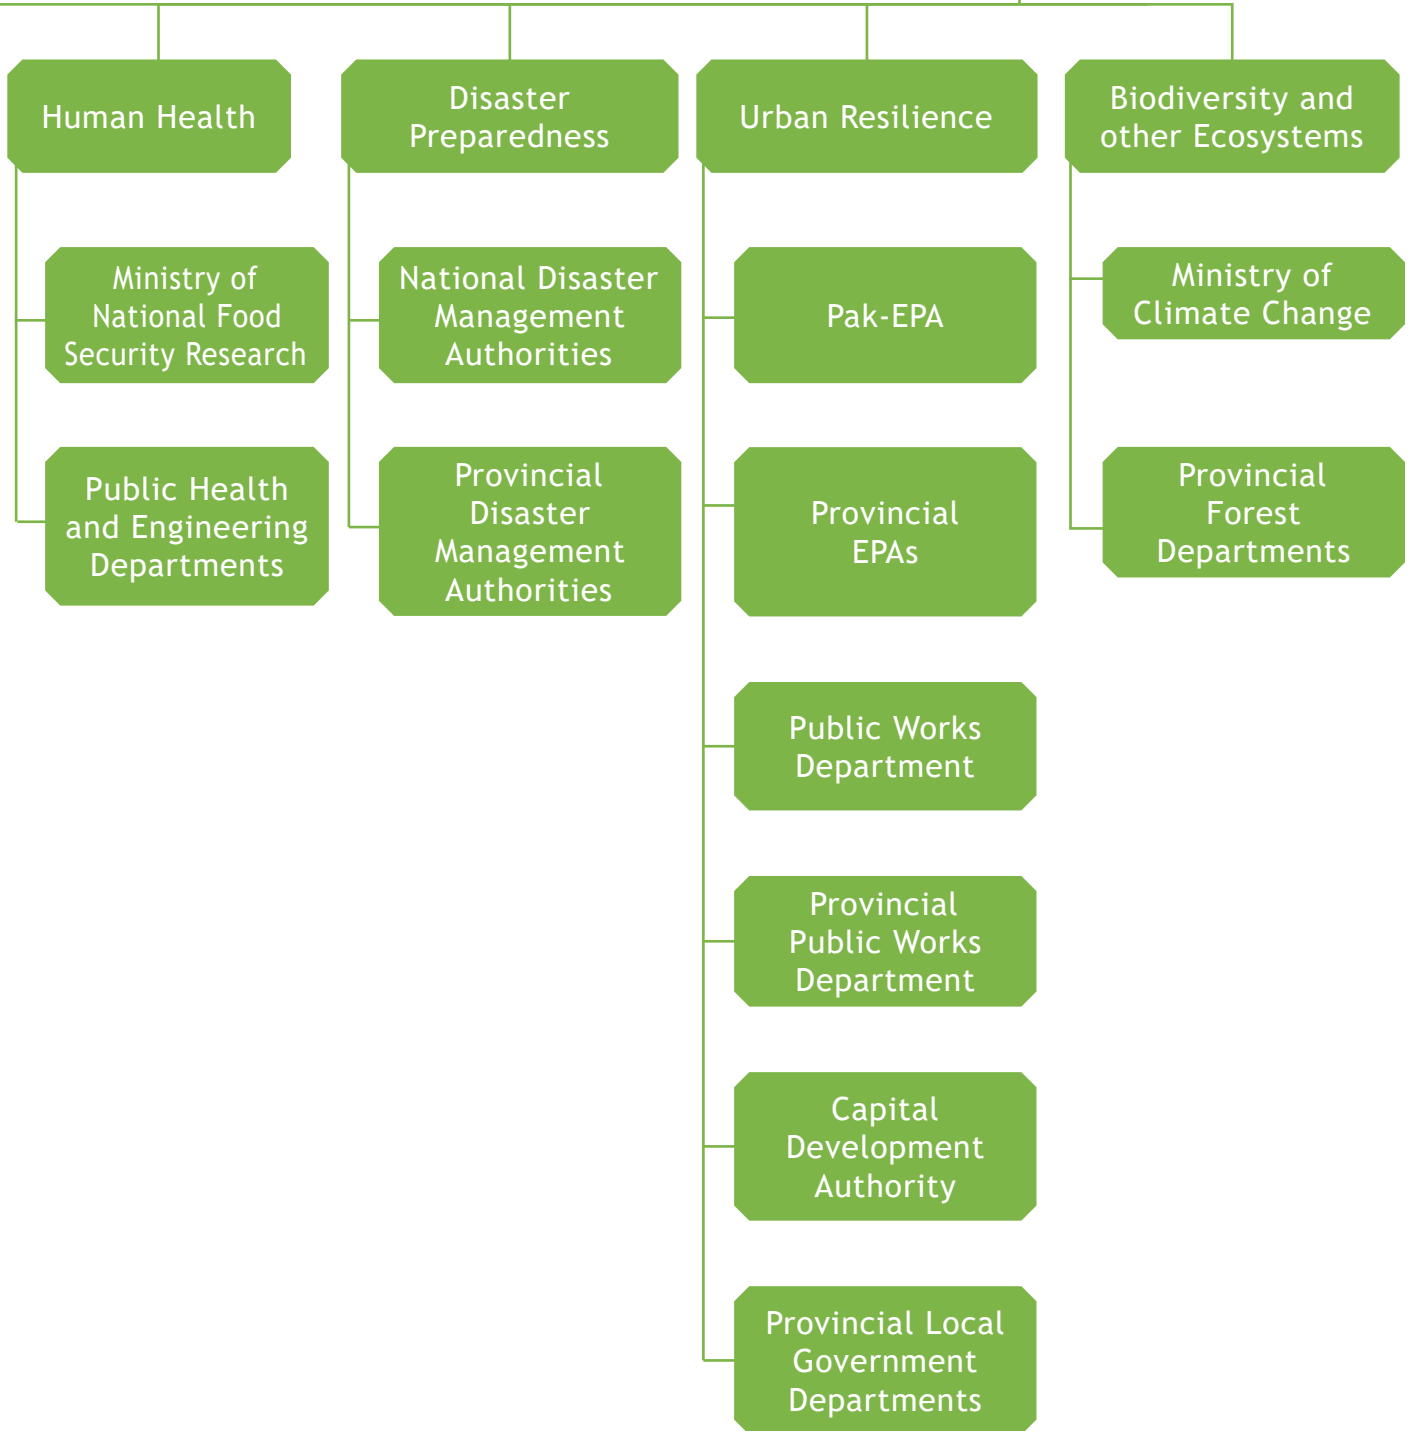 Human Health
Disaster
Preparedness
Urban Resilience
Biodiversity and
other Ecosystems
Ministry of
National Food
Security Research
Public Health
and Engineering
Departments
National Disaster
Management
Authorities
Provincial
Disaster
Management
Authorities
Pak-EPA
Provincial
EPAs
Public Works
Department
Provincial
Public Works
Department
Capital
Development
Authority
Provincial Local
Government
Departments
Ministry of
Climate Change
Provincial
Forest
Departments